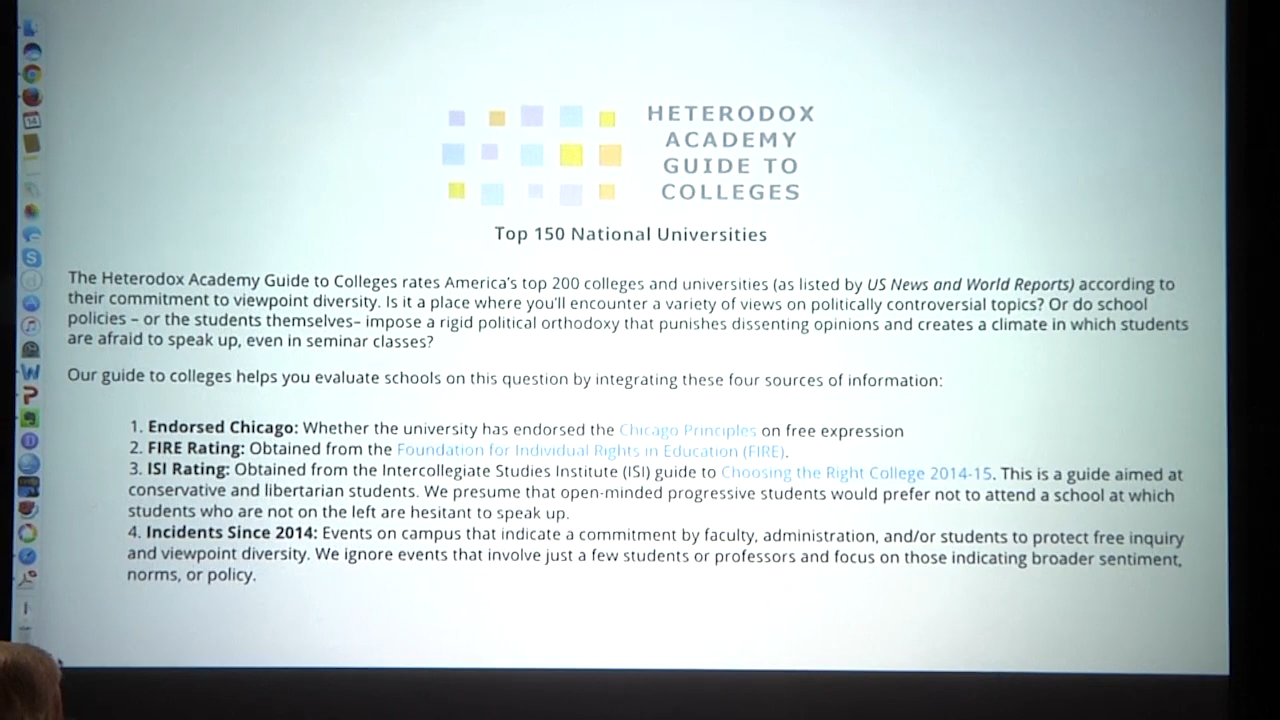 HETERODOX
ACADEMY
GUIDE TO
COLLEGES
Top 150 National Universities
The Heterodox Academy Guide to Colleges rates America's top 200 colleges and universities (as listed by US News and World Reports) according to
their commitment to viewpoint diversity. Is it a place where you'll encounter a variety of views on politically controversial topics? Or do school
policies – or the students themselves– impose a rigid political orthodoxy that punishes dissenting opinions and creates a climate in which students
are afraid to speak up, even in seminar classes?
Our guide to colleges helps you evaluate schools on this question by integrating these four sources of information:
1. Endorsed Chicago: Whether the university has endorsed the Chicago Principles on free expression
2. FIRE Rating: Obtained from the Foundation for Individual Rights in Education (FIRE).
3. ISI Rating: Obtained from the Intercollegiate Studies Institute (ISI) guide to Choosing the Right College 2014-15. This is a guide aimed at
conservative and libertarian students. We presume that open-minded progressive students would prefer not to attend a school at which
students who are not on the left are hesitant to speak up.
4. Incidents Since 2014: Events on campus that indicate a commitment by faculty, administration, and/or students to protect free inquiry
and viewpoint diversity. We ignore events that involve just a few students or professors and focus on those indicating broader sentiment,
norms, or policy.